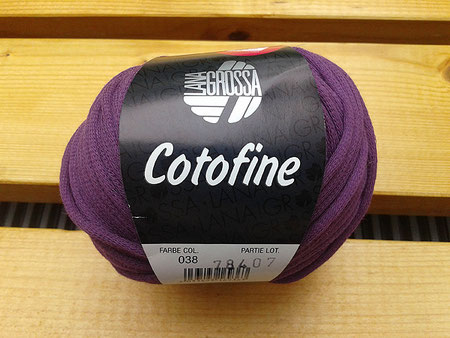 LANA
GROSSA
Cotofine
FARBE COL. PARTIE LOT.
038 78407